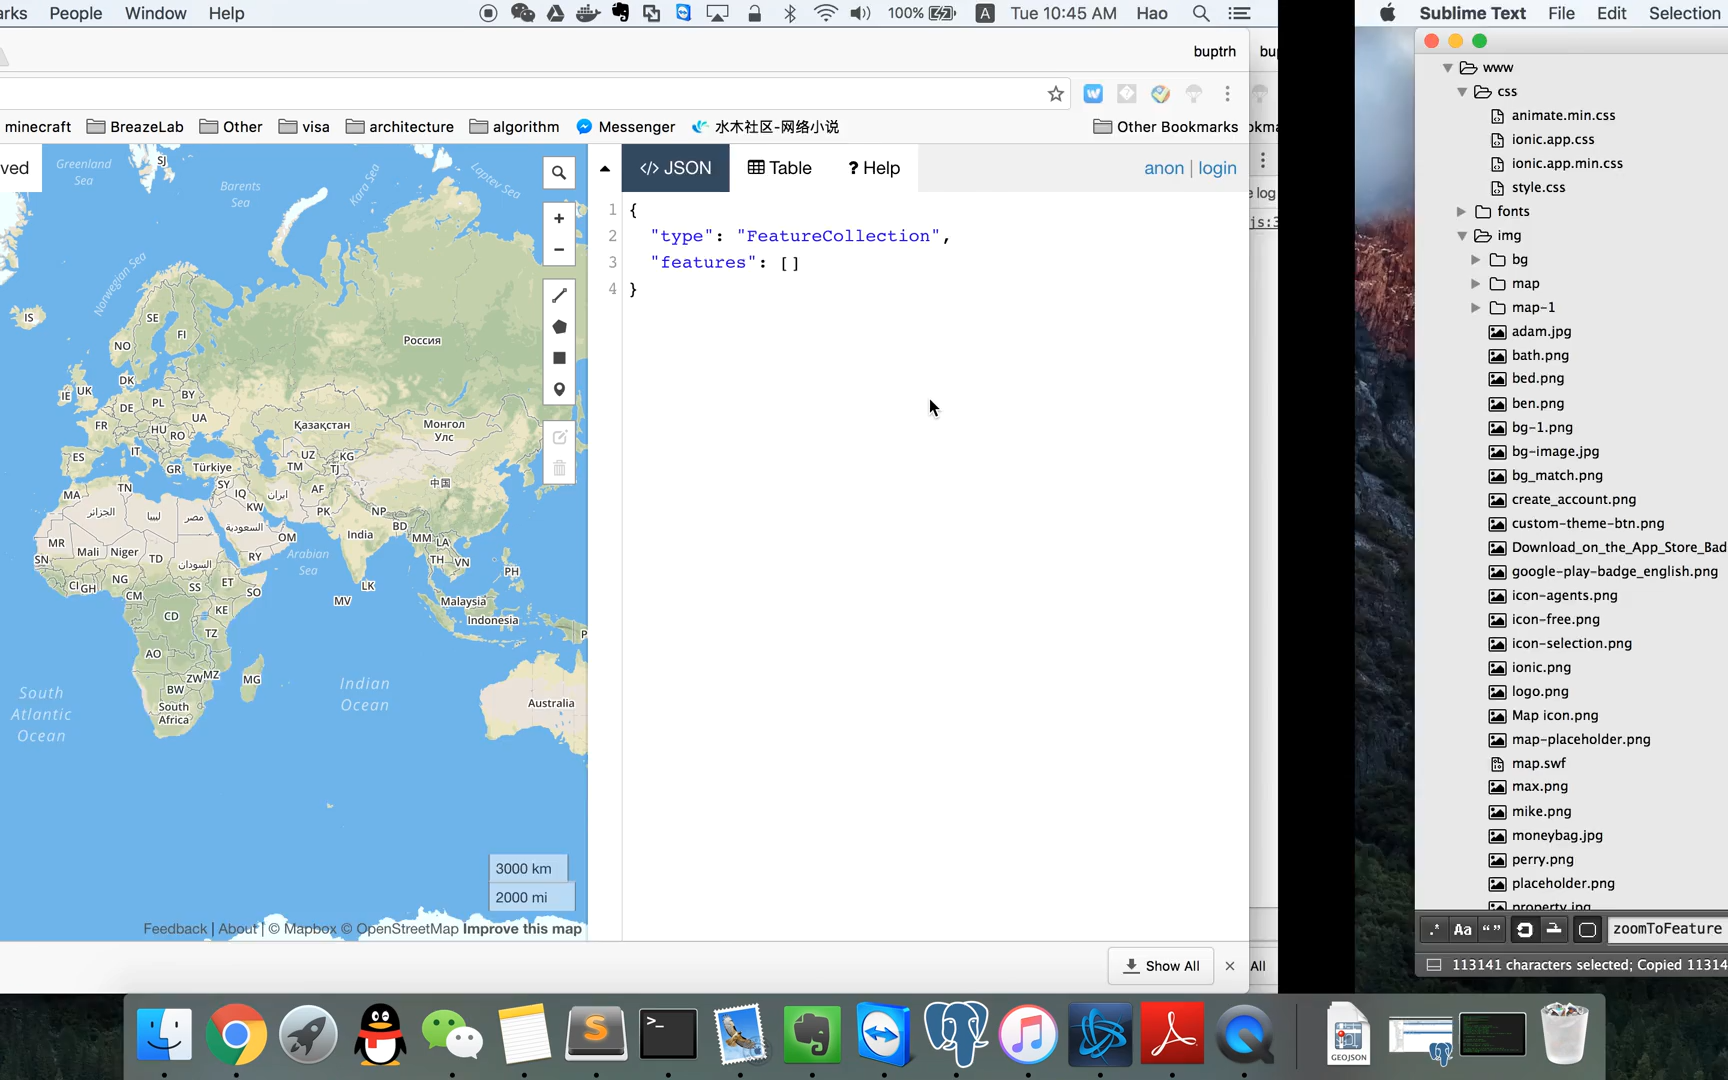 arks People Window Help 100% A Tue 10:45 AM Hao
Sublime Text File Edit Selection
buptrh
minecraft BreazeLab Other visa architecture algorithm Messenger 水木社区-网络小说 Other Bookmarks
ved
</> JSON Table ? Help anon | login
1 {
2 "type": "FeatureCollection",
3 "features": []
4 }
Greenland Sea
SJ
Barents Sea
Kara Sea
Laptev Sea
Norwegian Sea
IS
SE
FI
NO
Россия
DK
IE UK
BY
DE PL
UA
FR HU RO
Қазақстан
Монгол Улс
ES IT
GR Türkiye
UZ KG
TM TJ
中国
MA TN
SY
IQ ایران AF
KW
PK NP
BD
الجزائر ليبيا مصر السعودية
OM
India
MM LA
MR Mali Niger TD السودان
RY
Arabian Sea
TH VN
SN
PH
CI GH NG
CM
SS ET
SO
LK
MV
Malaysia
Indonesia
CD
KE
TZ
AO
ZW MZ
BW
MG
South Africa
South Atlantic Ocean
Indian Ocean
Australia
3000 km
2000 mi
Feedback | About | © Mapbox © OpenStreetMap Improve this map
Show All
All
www
css
animate.min.css
ionic.app.css
ionic.app.min.css
style.css
fonts
img
bg
map
map-1
adam.jpg
bath.png
bed.png
ben.png
bg-1.png
bg-image.jpg
bg_match.png
create_account.png
custom-theme-btn.png
Download_on_the_App_Store_Bad
google-play-badge_english.png
icon-agents.png
icon-free.png
icon-selection.png
ionic.png
logo.png
Map icon.png
map-placeholder.png
map.swf
max.png
mike.png
moneybag.jpg
perry.png
placeholder.png
property.jpg
.* Aa “ ” zoomToFeature
113141 characters selected; Copied 11314
GEOJSON